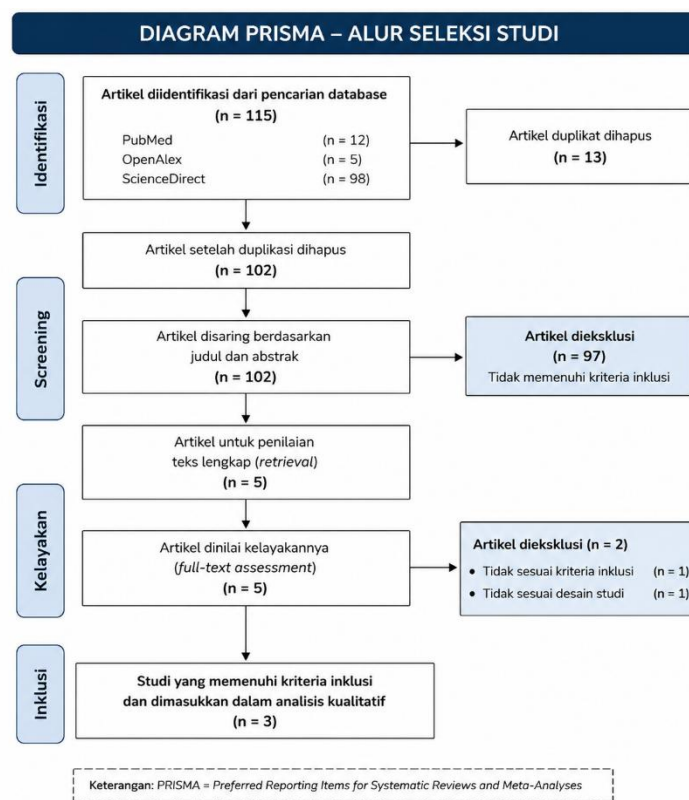 DIAGRAM PRISMA – ALUR SELEKSI STUDI
Identifikasi
Artikel diidentifikasi dari pencarian database
(n = 115)
PubMed (n = 12)
OpenAlex (n = 5)
ScienceDirect (n = 98)
Artikel duplikat dihapus
(n = 13)
Artikel setelah duplikasi dihapus
(n = 102)
Screening
Artikel disaring berdasarkan
judul dan abstrak
(n = 102)
Artikel dieksklusi
(n = 97)
Tidak memenuhi kriteria inklusi
Artikel untuk penilaian
teks lengkap (retrieval)
(n = 5)
Kelayakan
Artikel dinilai kelayakannya
(full-text assessment)
(n = 5)
Artikel dieksklusi (n = 2)
• Tidak sesuai kriteria inklusi (n = 1)
• Tidak sesuai desain studi (n = 1)
Inklusi
Studi yang memenuhi kriteria inklusi
dan dimasukkan dalam analisis kualitatif
(n = 3)
Keterangan: PRISMA = Preferred Reporting Items for Systematic Reviews and Meta-Analyses